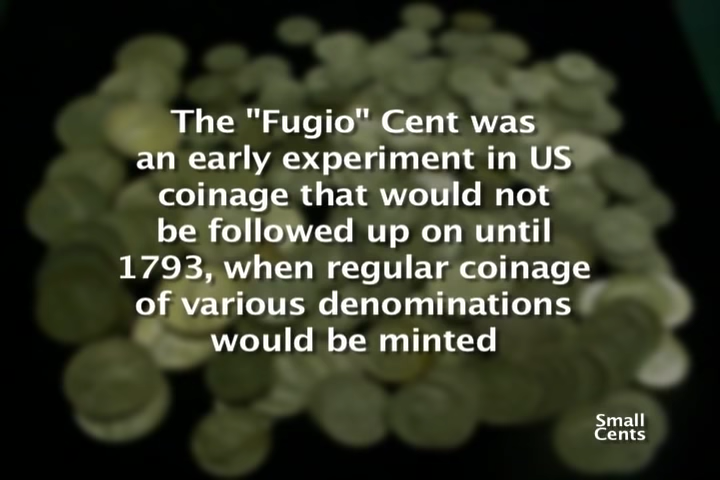 The "Fugio" Cent was
an early experiment in US
coinage that would not
be followed up on until
1793, when regular coinage
of various denominations
would be minted
Small
Cents